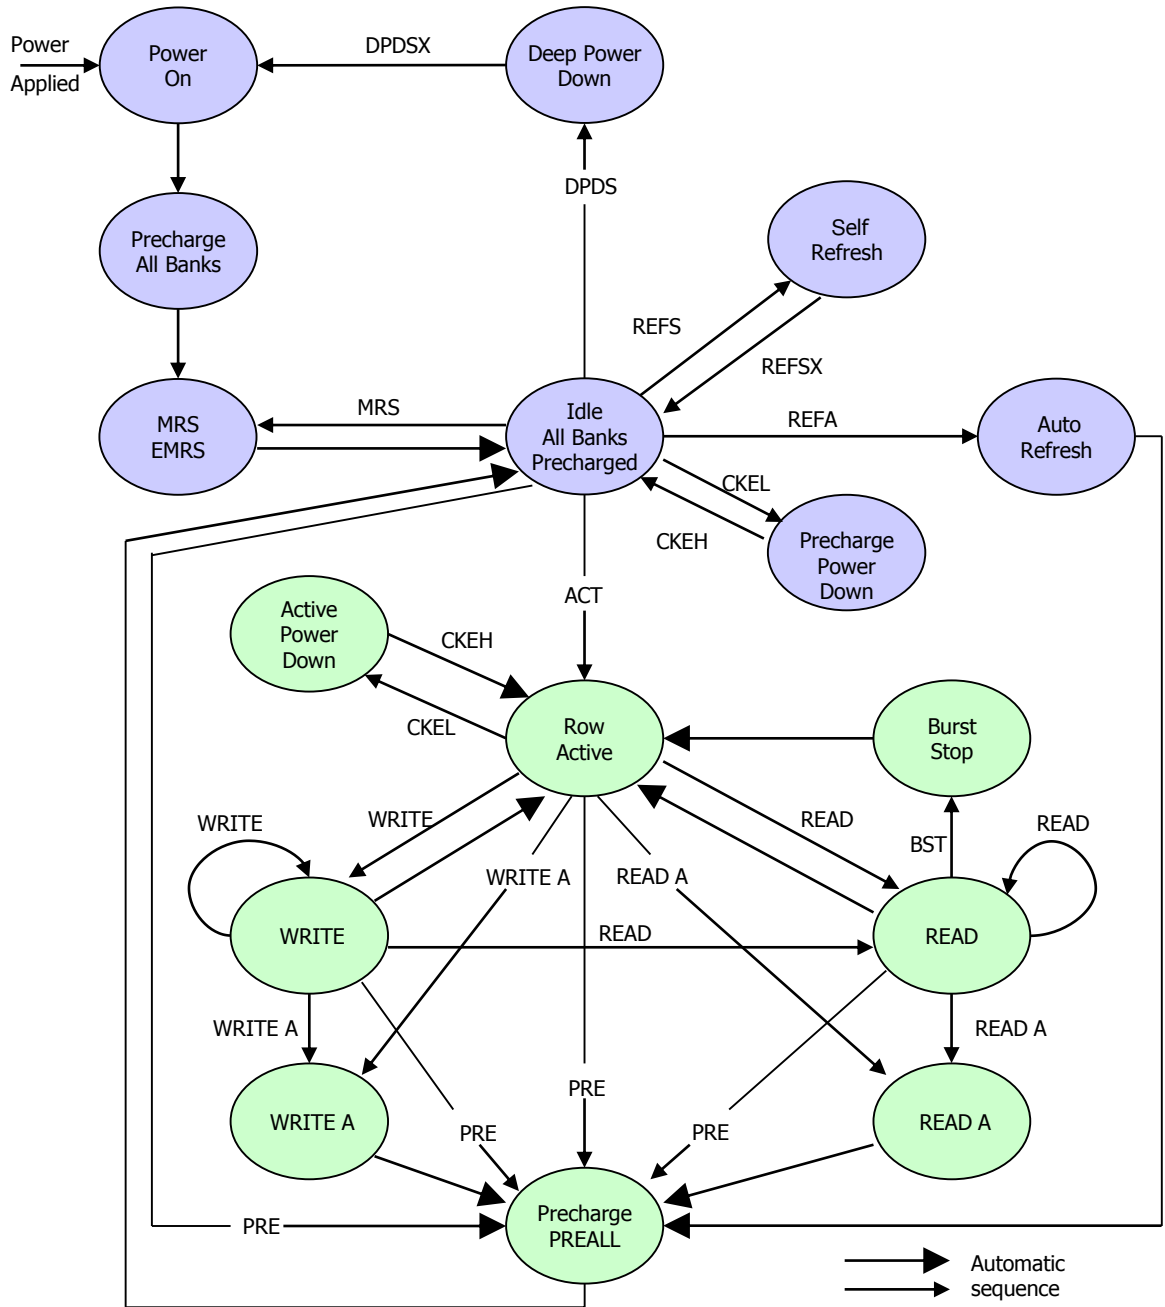 Power
Applied
Power
On
DPDSX
Deep Power
Down
DPDS
Precharge
All Banks
Self
Refresh
REFS
REFSX
MRS
EMRS
MRS
Idle
All Banks
Precharged
REFA
Auto
Refresh
CKEL
CKEH
Precharge
Power
Down
ACT
Active
Power
Down
CKEH
CKEL
Row
Active
Burst
Stop
WRITE
WRITE
READ
BST
READ
WRITE A
READ A
WRITE
READ
READ
WRITE A
READ A
WRITE A
PRE
PRE
PRE
READ A
PRE
Precharge
PREALL
Automatic
sequence